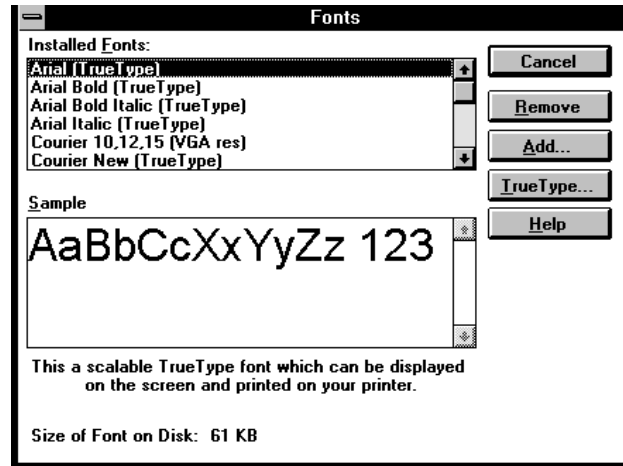 Fonts
Installed Fonts:
Arial (TrueType)
Arial Bold (TrueType)
Arial Bold Italic (TrueType)
Arial Italic (TrueType)
Courier 10,12,15 (VGA res)
Courier New (TrueType)
Cancel
Remove
Add...
TrueType...
Help
Sample
AaBbCcXxYyZz 123
This a scalable TrueType font which can be displayed
on the screen and printed on your printer.
Size of Font on Disk: 61 KB